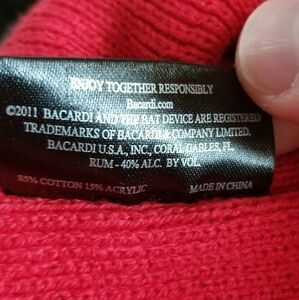 ENJOY TOGETHER RESPONSIBLY
Bacardi.com
©2011 BACARDI AND THE BAT DEVICE ARE REGISTERED
TRADEMARKS OF BACARDI & COMPANY LIMITED.
BACARDI U.S.A., INC., CORAL GABLES, FL.
RUM - 40% ALC. BY VOL.
85% COTTON 15% ACRYLIC MADE IN CHINA